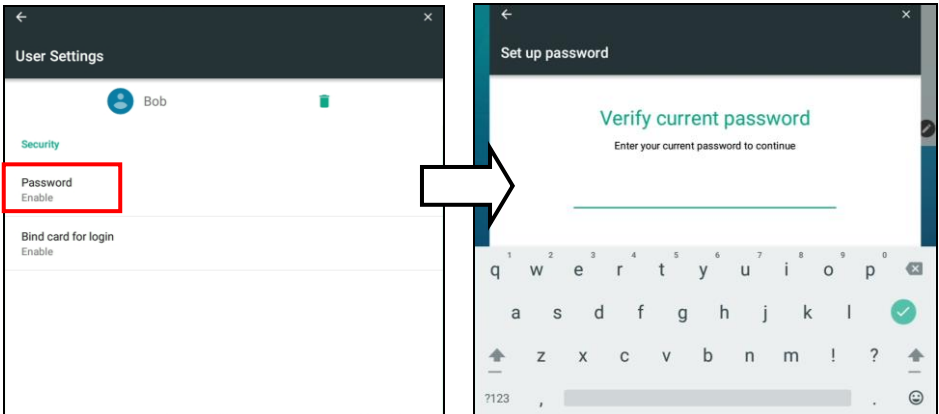 User Settings
Bob
Security
Password
Enable
Bind card for login
Enable
Set up password
Verify current password
Enter your current password to continue
1 2 3 4 5 6 7 8 9 0
q w e r t y u i o p
a s d f g h j k l
z x c v b n m ! ?
?123 , .